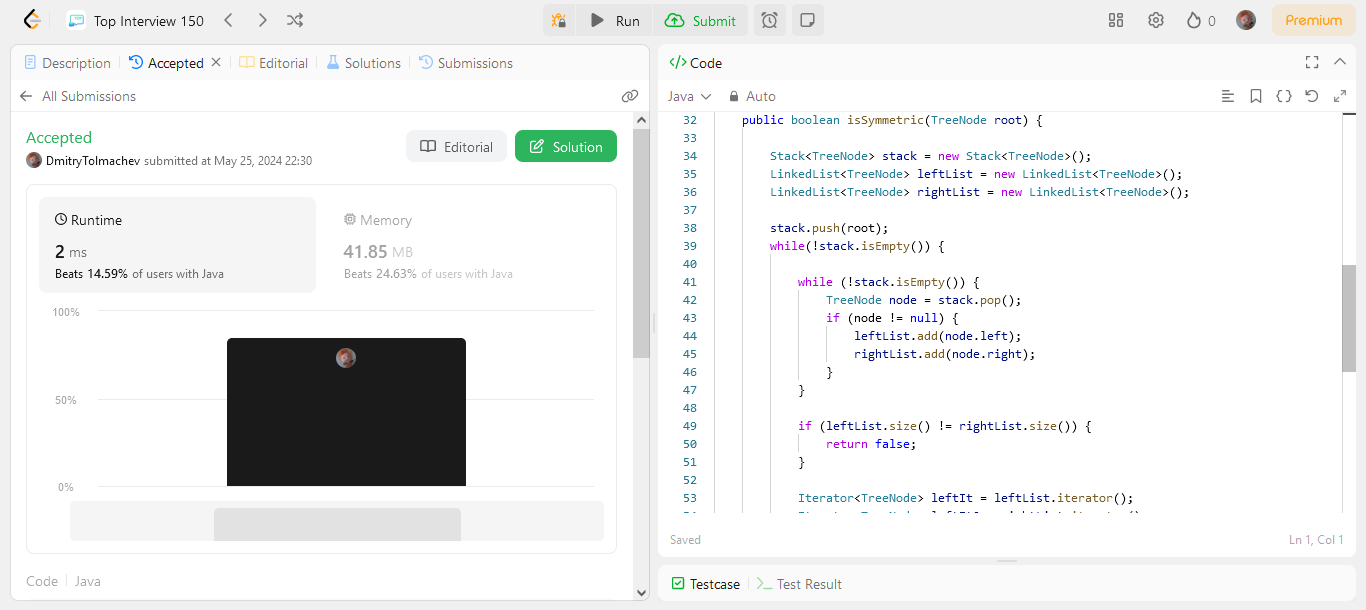 Top Interview 150
Run
Submit
0
Premium
Description
Accepted
Editorial
Solutions
Submissions
All Submissions
Accepted
DmitryTolmachev submitted at May 25, 2024 22:30
Editorial
Solution
Runtime
2 ms
Beats 14.59% of users with Java
Memory
41.85 MB
Beats 24.63% of users with Java
100%
50%
0%
Code
Java
</> Code
Java
Auto
32 public boolean isSymmetric(TreeNode root) {
33
34 Stack<TreeNode> stack = new Stack<TreeNode>();
35 LinkedList<TreeNode> leftList = new LinkedList<TreeNode>();
36 LinkedList<TreeNode> rightList = new LinkedList<TreeNode>();
37
38 stack.push(root);
39 while(!stack.isEmpty()) {
40
41 while (!stack.isEmpty()) {
42 TreeNode node = stack.pop();
43 if (node != null) {
44 leftList.add(node.left);
45 rightList.add(node.right);
46 }
47 }
48
49 if (leftList.size() != rightList.size()) {
50 return false;
51 }
52
53 Iterator<TreeNode> leftIt = leftList.iterator();
Saved
Ln 1, Col 1
Testcase
Test Result